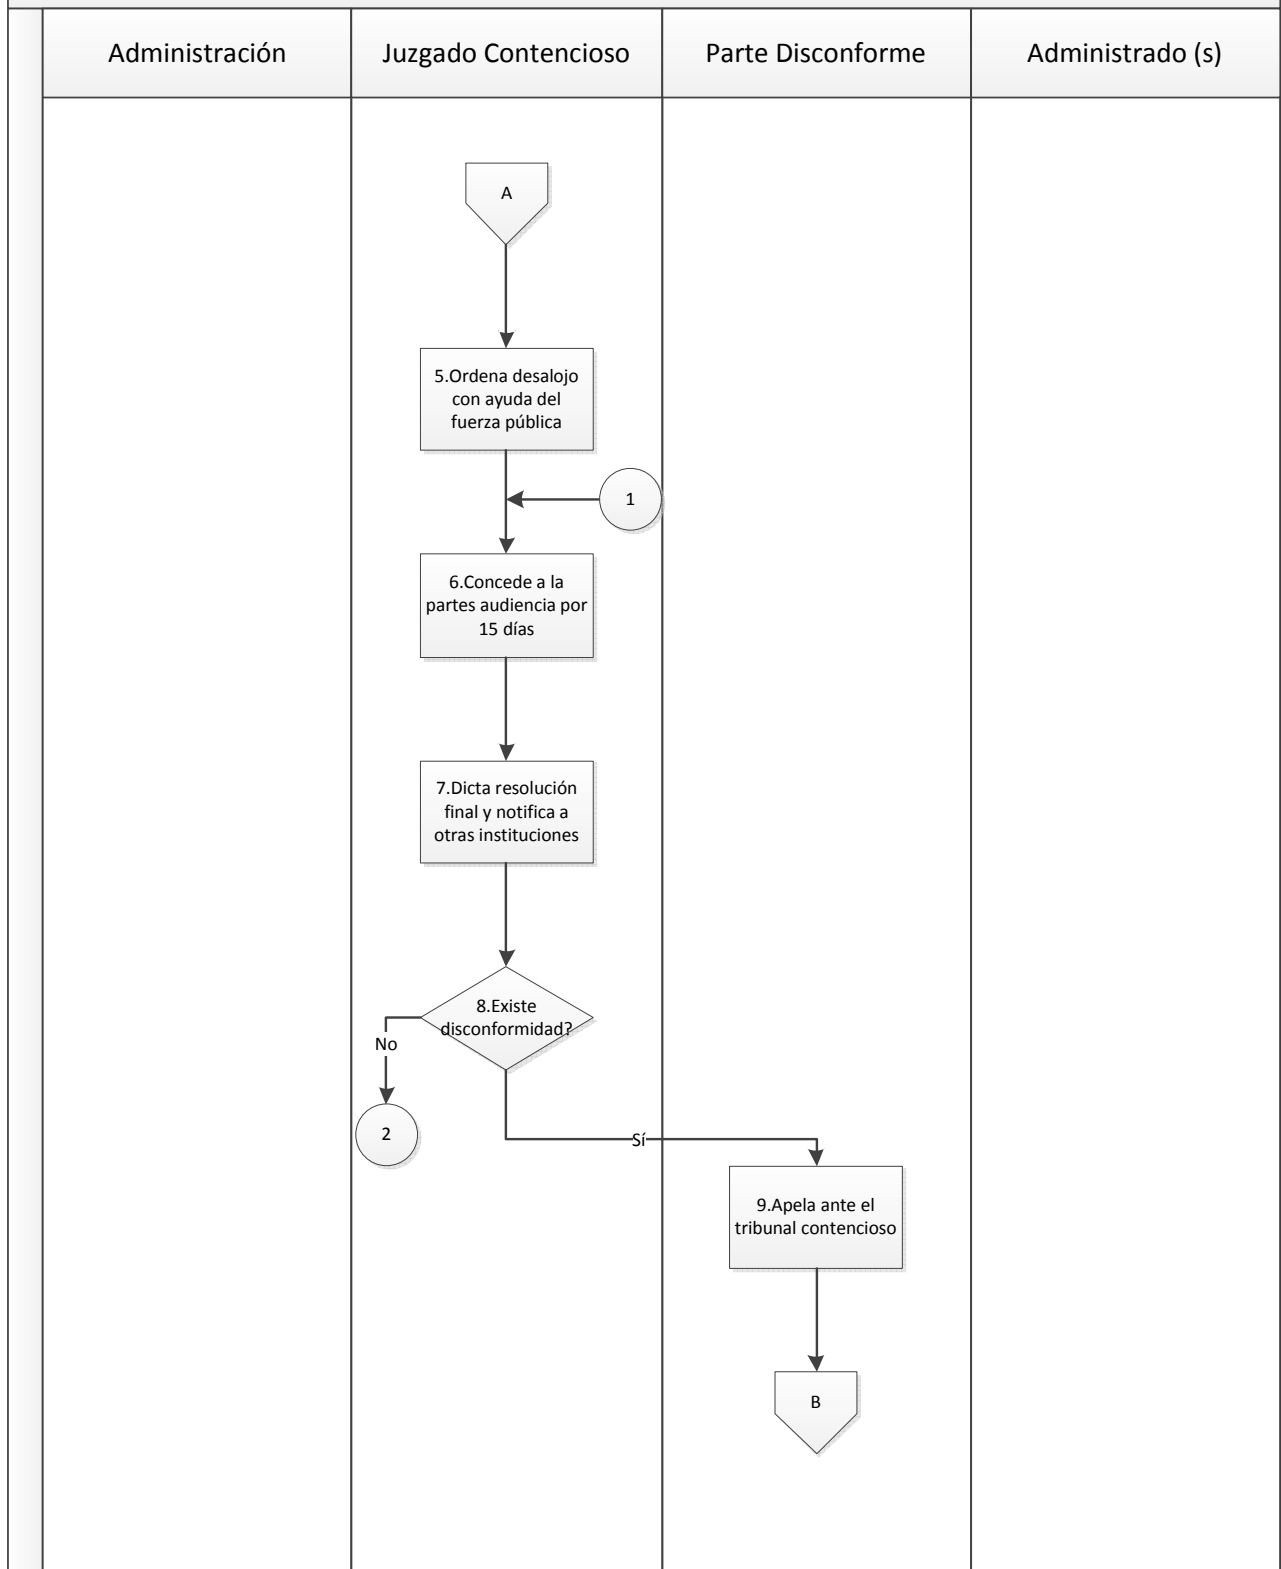 Administración
Juzgado Contencioso
Parte Disconforme
Administrado (s)
A
5.Ordena desalojo
con ayuda del
fuerza pública
1
6.Concede a la
partes audiencia por
15 días
7.Dicta resolución
final y notifica a
otras instituciones
8.Existe
disconformidad?
No
2
Sí
9.Apela ante el
tribunal contencioso
B